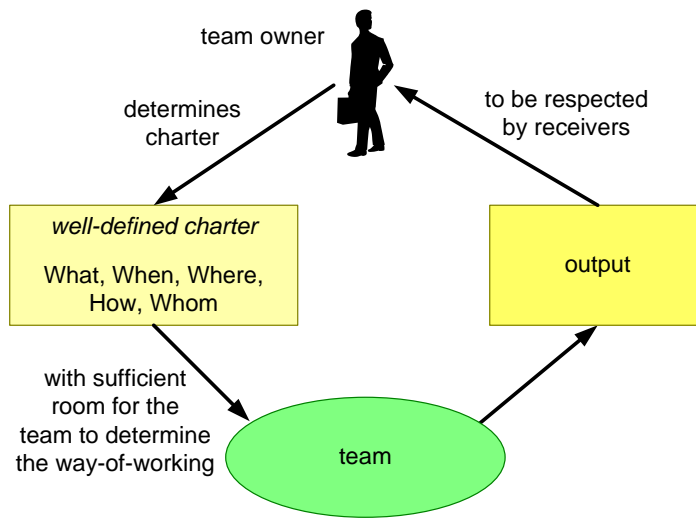 team owner
determines
charter
to be respected
by receivers
well-defined charter
What, When, Where,
How, Whom
output
with sufficient
room for the
team to determine
the way-of-working
team